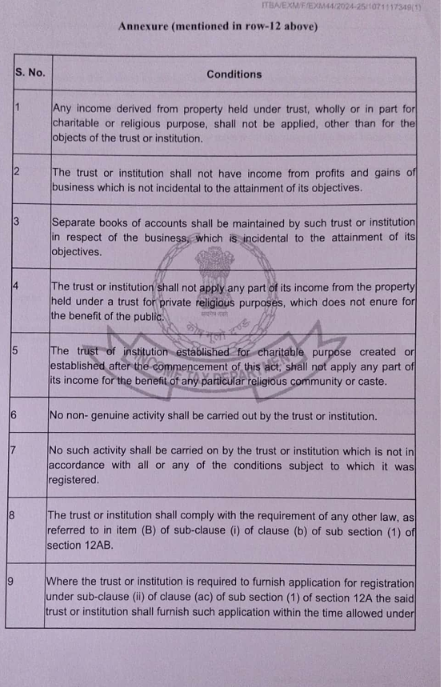 ITBA/EXM/F/EXM44/2024-25/1071117349(1)
Annexure (mentioned in row-12 above)
S. No.
Conditions
1
Any income derived from property held under trust, wholly or in part for
charitable or religious purpose, shall not be applied, other than for the
objects of the trust or institution.
2
The trust or institution shall not have income from profits and gains of
business which is not incidental to the attainment of its objectives.
3
Separate books of accounts shall be maintained by such trust or institution
in respect of the business, which is incidental to the attainment of its
objectives.
4
The trust or institution shall not apply any part of its income from the property
held under a trust for private religious purposes, which does not enure for
the benefit of the public.
5
The trust of institution established for charitable purpose created or
established after the commencement of this act, shall not apply any part of
its income for the benefit of any particular religious community or caste.
6
No non- genuine activity shall be carried out by the trust or institution.
7
No such activity shall be carried on by the trust or institution which is not in
accordance with all or any of the conditions subject to which it was
registered.
8
The trust or institution shall comply with the requirement of any other law, as
referred to in item (B) of sub-clause (i) of clause (b) of sub section (1) of
section 12AB.
9
Where the trust or institution is required to furnish application for registration
under sub-clause (ii) of clause (ac) of sub section (1) of section 12A the said
trust or institution shall furnish such application within the time allowed under
सत्यमेव जयते
कोष मूलो दण्ड
INCOME TAX DEPARTMENT